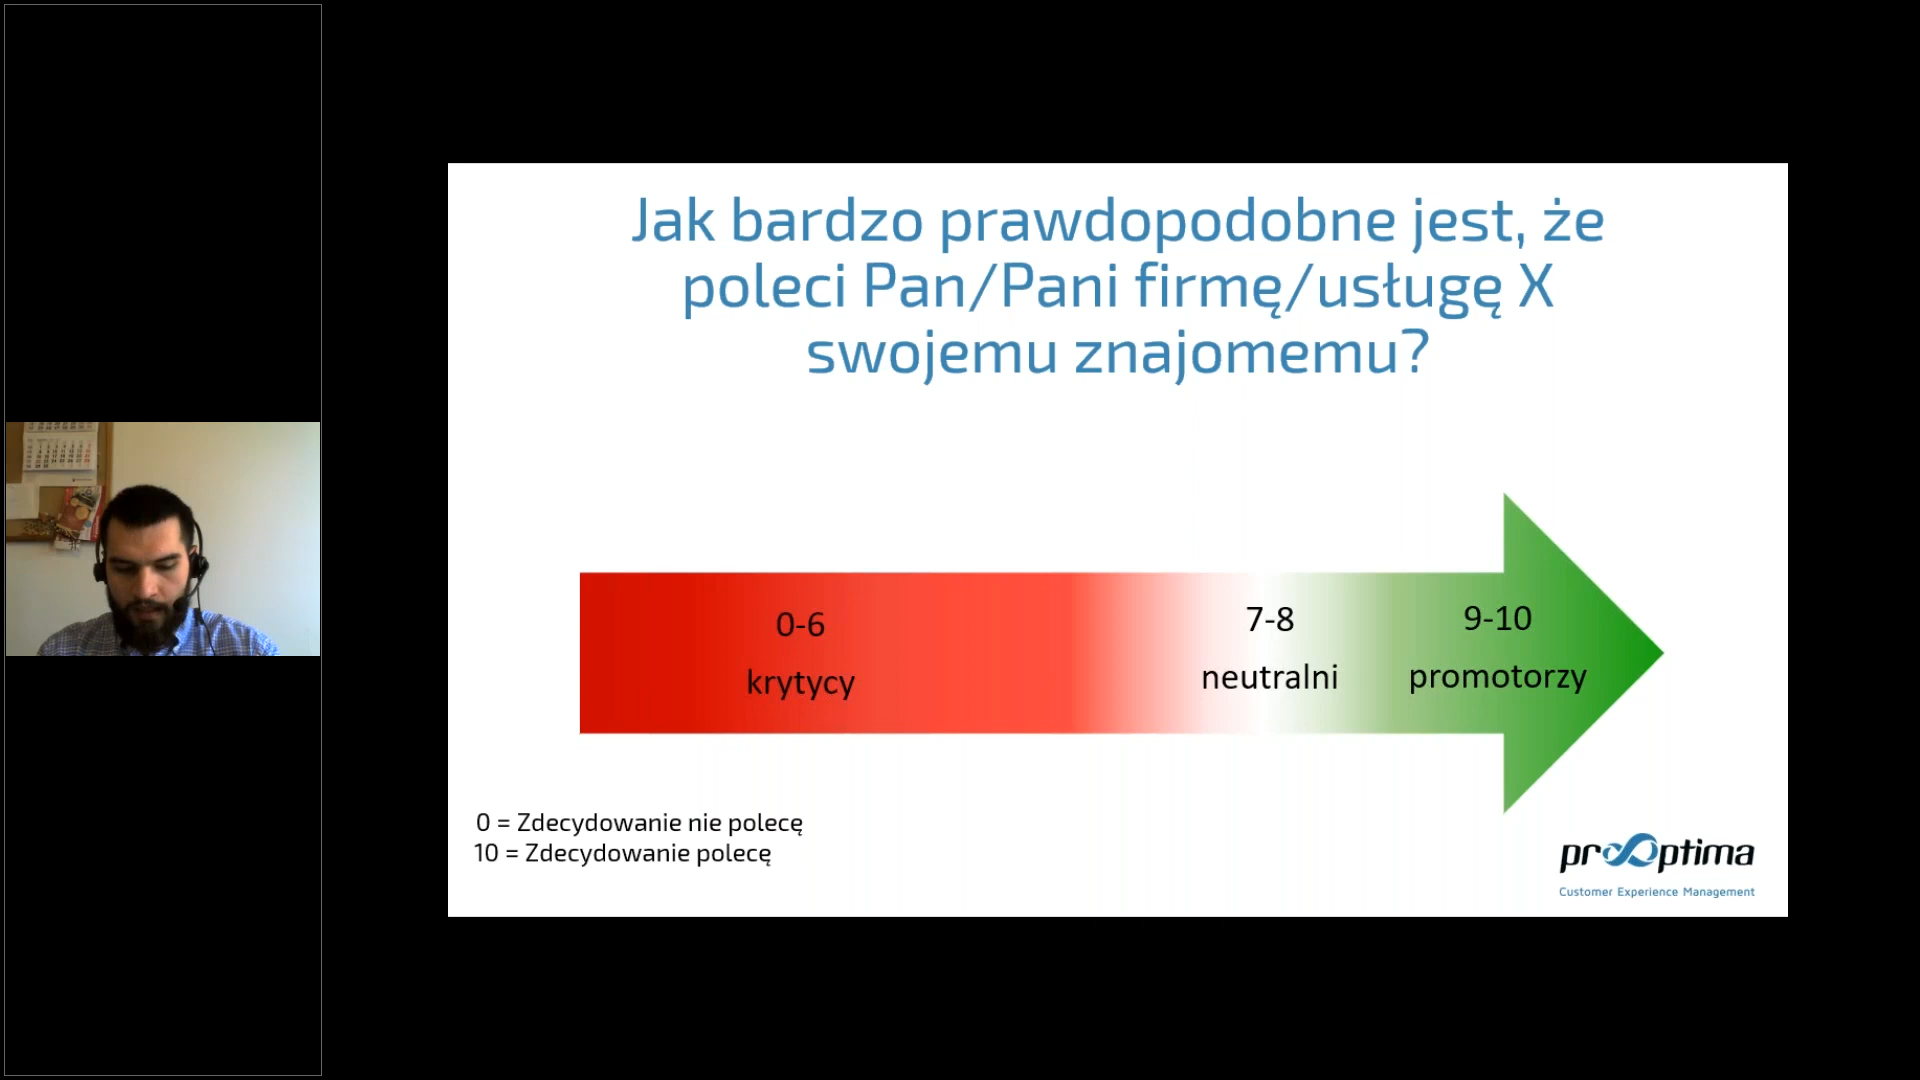 Jak bardzo prawdopodobne jest, że
poleci Pan/Pani firmę/usługę X
swojemu znajomemu?
0-6
krytycy
7-8
neutralni
9-10
promotorzy
0 = Zdecydowanie nie polecę
10 = Zdecydowanie polecę
prooptima
Customer Experience Management